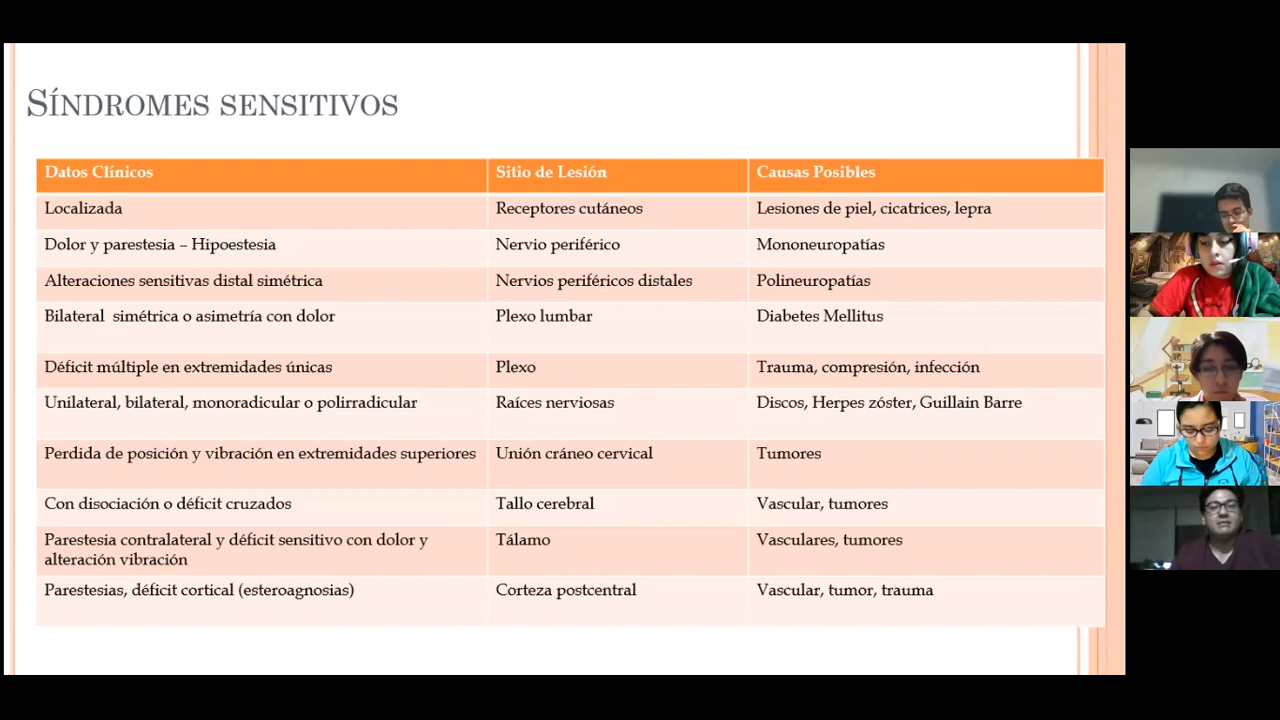 SÍNDROMES SENSITIVOS
Datos Clínicos Sitio de Lesión Causas Posibles
Localizada Receptores cutáneos Lesiones de piel, cicatrices, lepra
Dolor y parestesia – Hipoestesia Nervio periférico Mononeuropatías
Alteraciones sensitivas distal simétrica Nervios periféricos distales Polineuropatías
Bilateral simétrica o asimetría con dolor Plexo lumbar Diabetes Mellitus
Déficit múltiple en extremidades únicas Plexo Trauma, compresión, infección
Unilateral, bilateral, monoradicular o polirradicular Raíces nerviosas Discos, Herpes zóster, Guillain Barre
Perdida de posición y vibración en extremidades superiores Unión cráneo cervical Tumores
Con disociación o déficit cruzados Tallo cerebral Vascular, tumores
Parestesia contralateral y déficit sensitivo con dolor y Tálamo Vasculares, tumores
alteración vibración
Parestesias, déficit cortical (esteroagnosias) Corteza postcentral Vascular, tumor, trauma